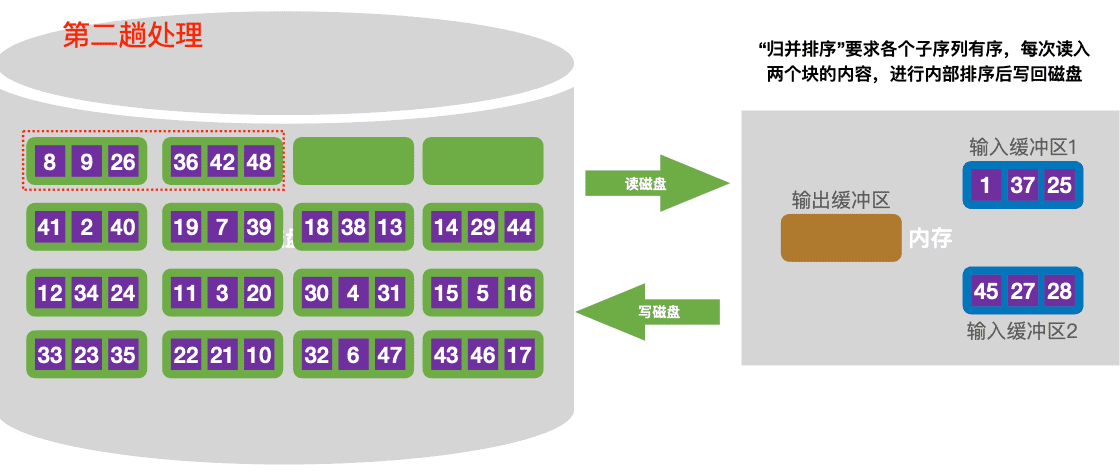 第二趟处理
“归并排序”要求各个子序列有序，每次读入
两个块的内容，进行内部排序后写回磁盘
8 9 26 36 42 48
41 2 40 19 7 39 18 38 13 14 29 44
12 34 24 11 3 20 30 4 31 15 5 16
33 23 35 22 21 10 32 6 47 43 46 17
读磁盘
写磁盘
输入缓冲区1
1 37 25
输出缓冲区
内存
45 27 28
输入缓冲区2